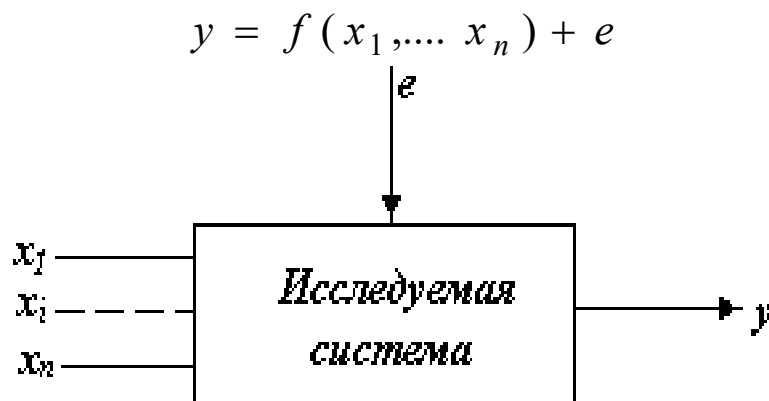 y = f(x₁,.... xₙ) + e
e
x₁
xᵢ
xₙ
Исследуемая
система
y